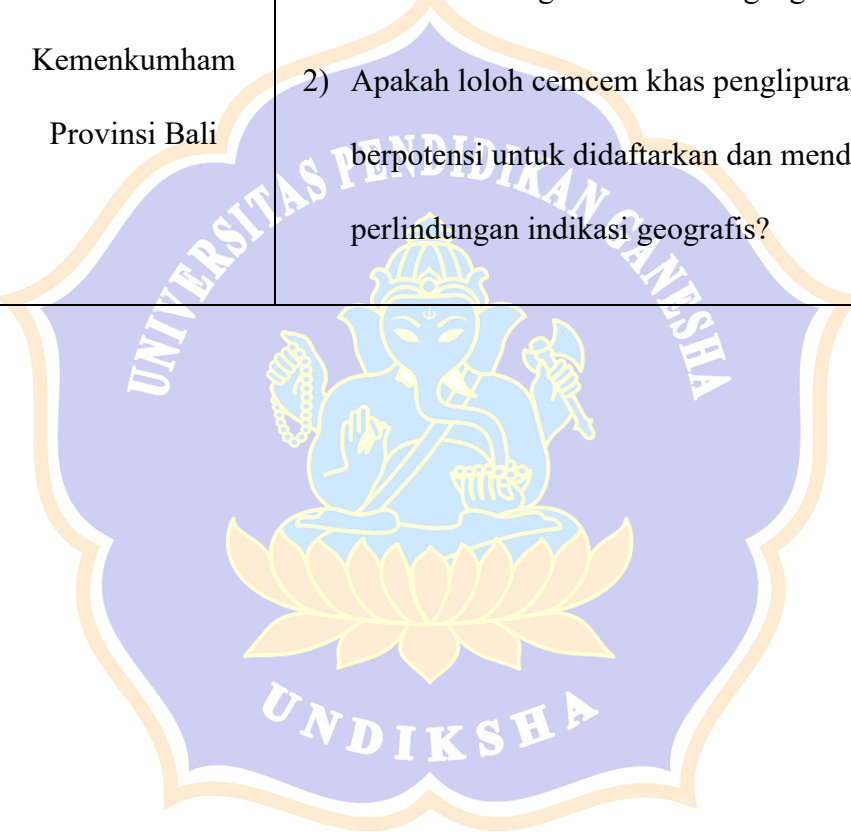 Kemenkumham
Provinsi Bali
2) Apakah loloh cemcem khas penglipuran
berpotensi untuk didaftarkan dan mend
perlindungan indikasi geografis?
UNIVERSITAS PENDIDIKAN GANESHA
UNDIKSHA